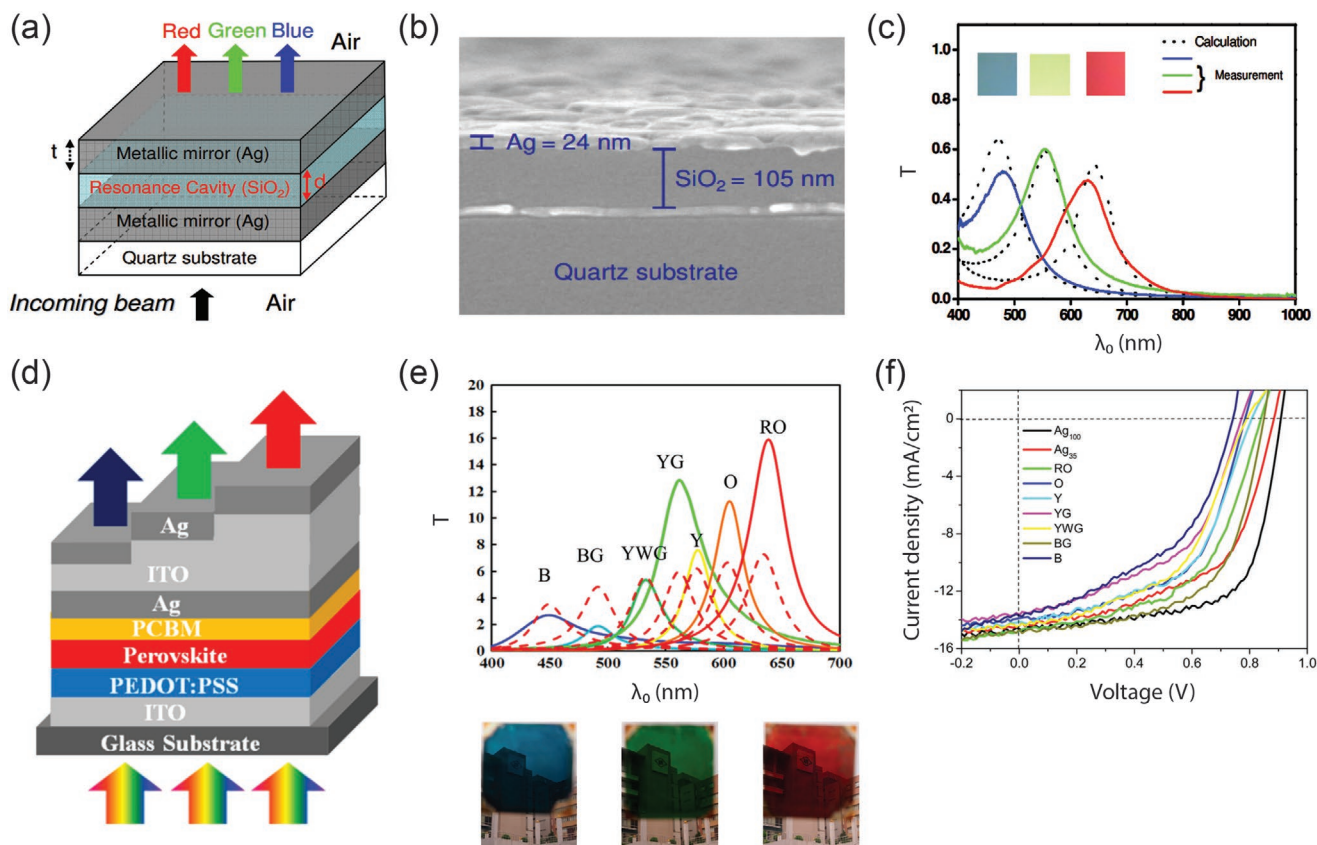 (a)
Red Green Blue
Air
t
Metallic mirror (Ag)
Resonance Cavity (SiO₂)
d
Metallic mirror (Ag)
Quartz substrate
Incoming beam
Air
(b)
Ag = 24 nm
SiO₂ = 105 nm
Quartz substrate
(c)
1.0
0.8
0.6
0.4
0.2
0.0
T
Calculation
Measurement
400 500 600 700 800 900 1000
λ₀ (nm)
(d)
Ag
ITO
Ag
PCBM
Perovskite
PEDOT:PSS
ITO
Glass Substrate
(e)
20
18
16
14
12
10
8
6
4
2
0
T
B
BG
YWG
YG
Y
O
RO
400 450 500 550 600 650 700
λ₀ (nm)
(f)
0
-4
-8
-12
-16
Current density (mA/cm²)
Ag₁₀₀
Ag₃₅
RO
O
Y
YG
YWG
BG
B
-0.2 0.0 0.2 0.4 0.6 0.8 1.0
Voltage (V)